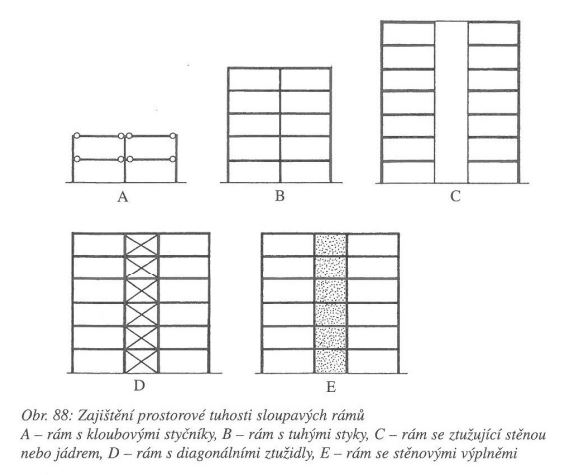 A
B
C
D
E
Obr. 88: Zajištění prostorové tuhosti sloupavých rámů
A – rám s kloubovými styčníky, B – rám s tuhými styky, C – rám se ztužující stěnou
nebo jádrem, D – rám s diagonálními ztužidly, E – rám se stěnovými výplněmi